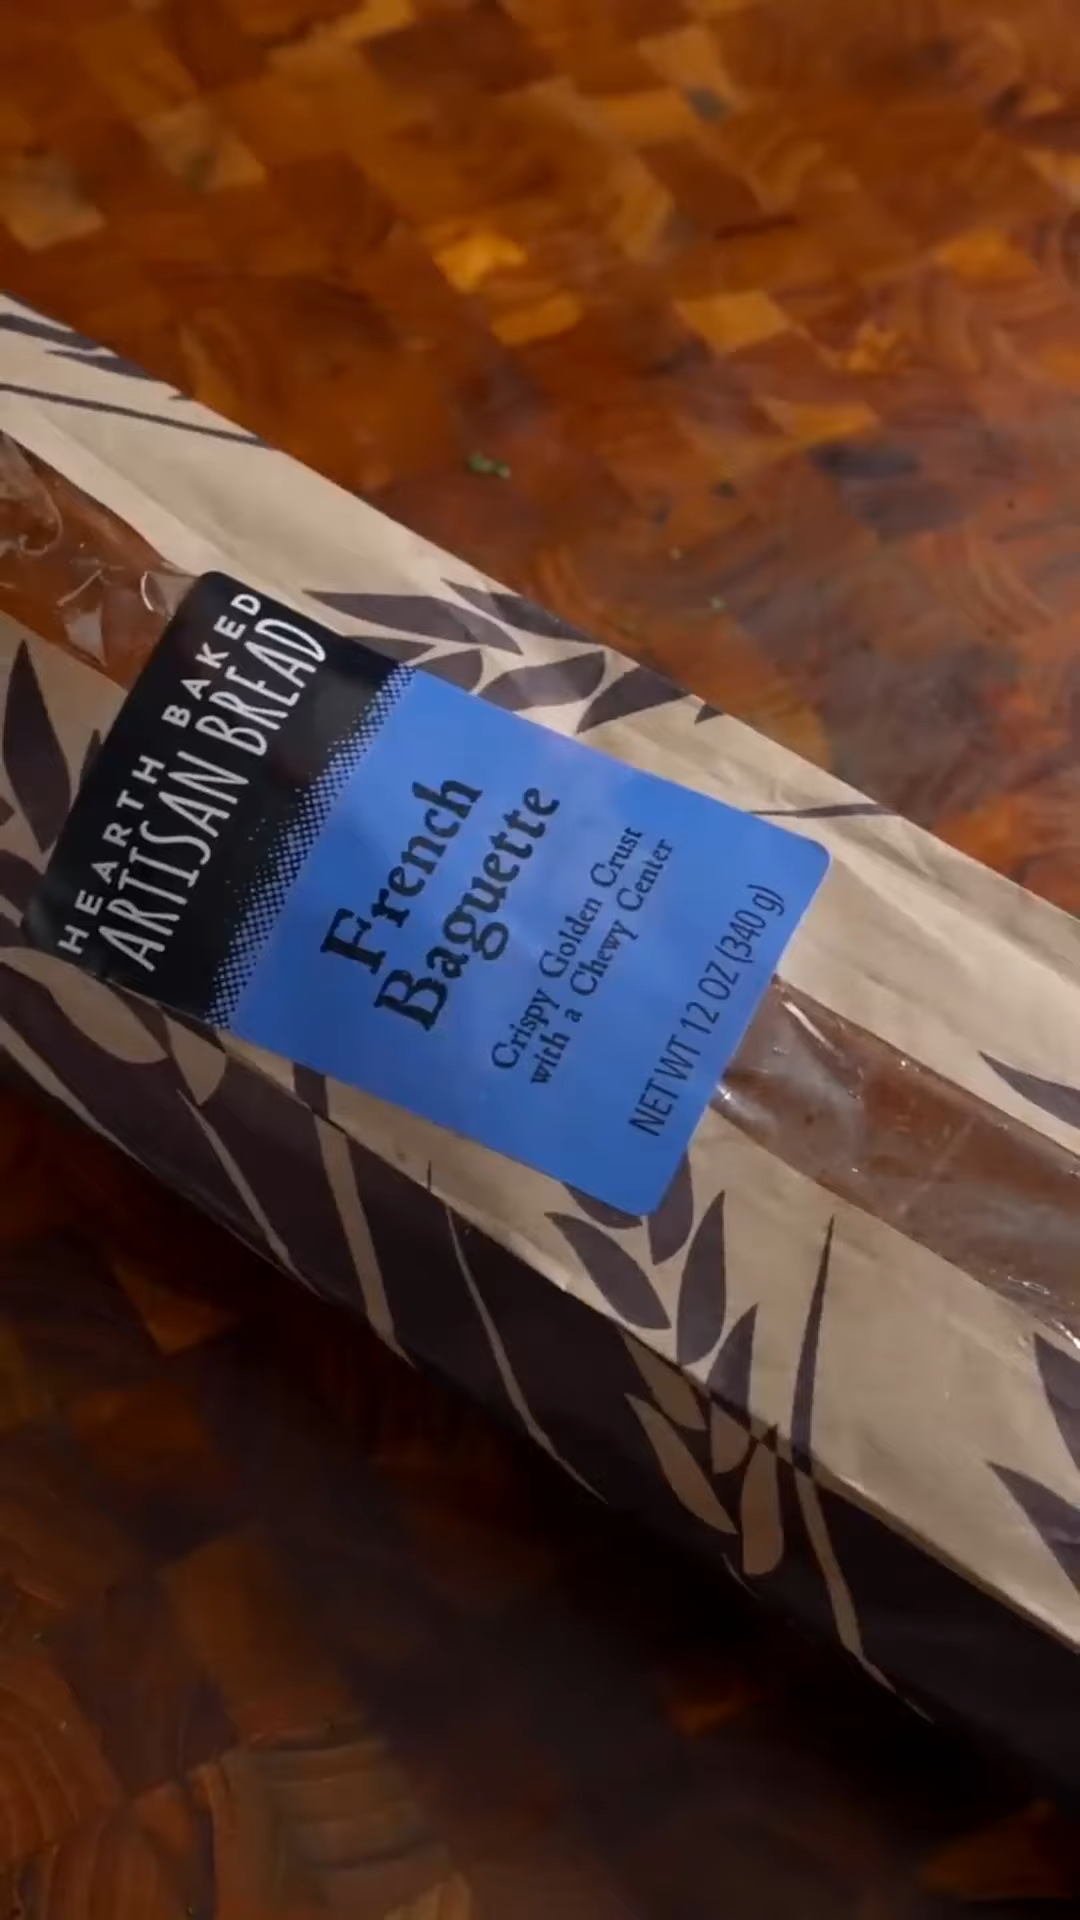 HEARTH BAKED
ARTISAN BREAD
French
Baguette
Crispy Golden Crust
with a Chewy Center
NET WT 12 OZ (340 g)